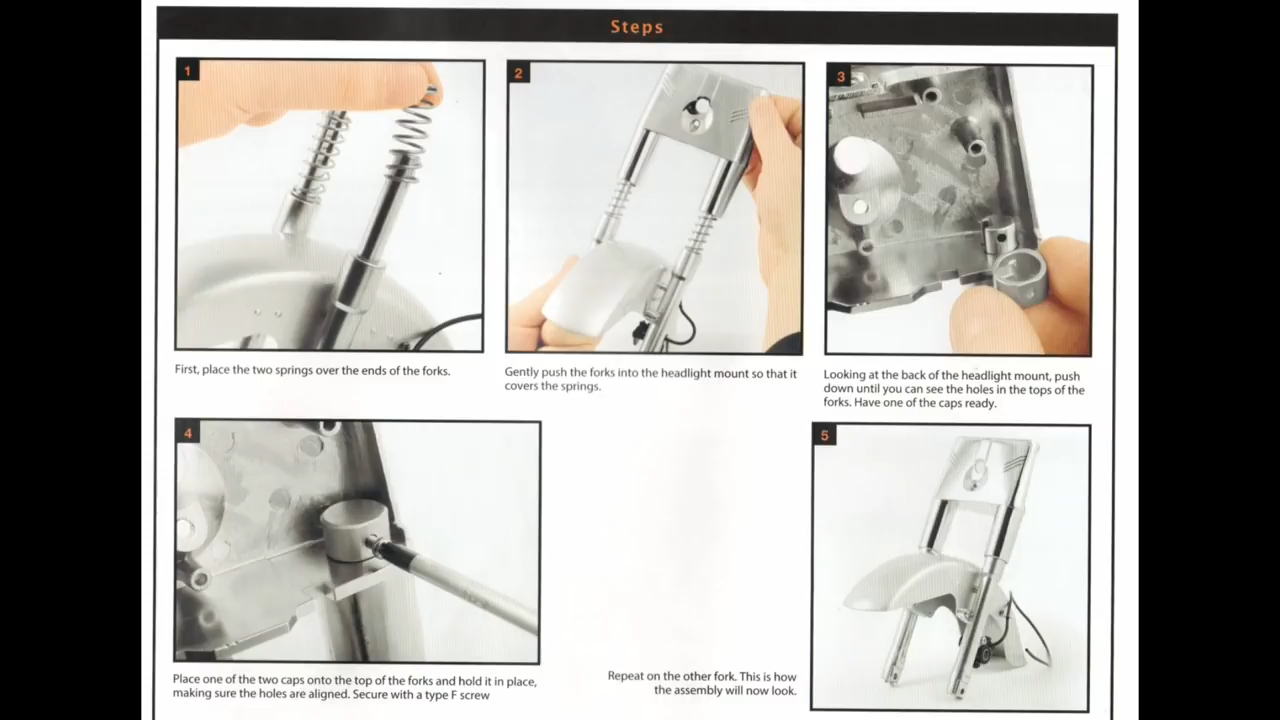 Steps
1
2
3
First, place the two springs over the ends of the forks.
Gently push the forks into the headlight mount so that it
covers the springs.
Looking at the back of the headlight mount, push
down until you can see the holes in the tops of the
forks. Have one of the caps ready.
4
5
Place one of the two caps onto the top of the forks and hold it in place,
making sure the holes are aligned. Secure with a type F screw
Repeat on the other fork. This is how
the assembly will now look.